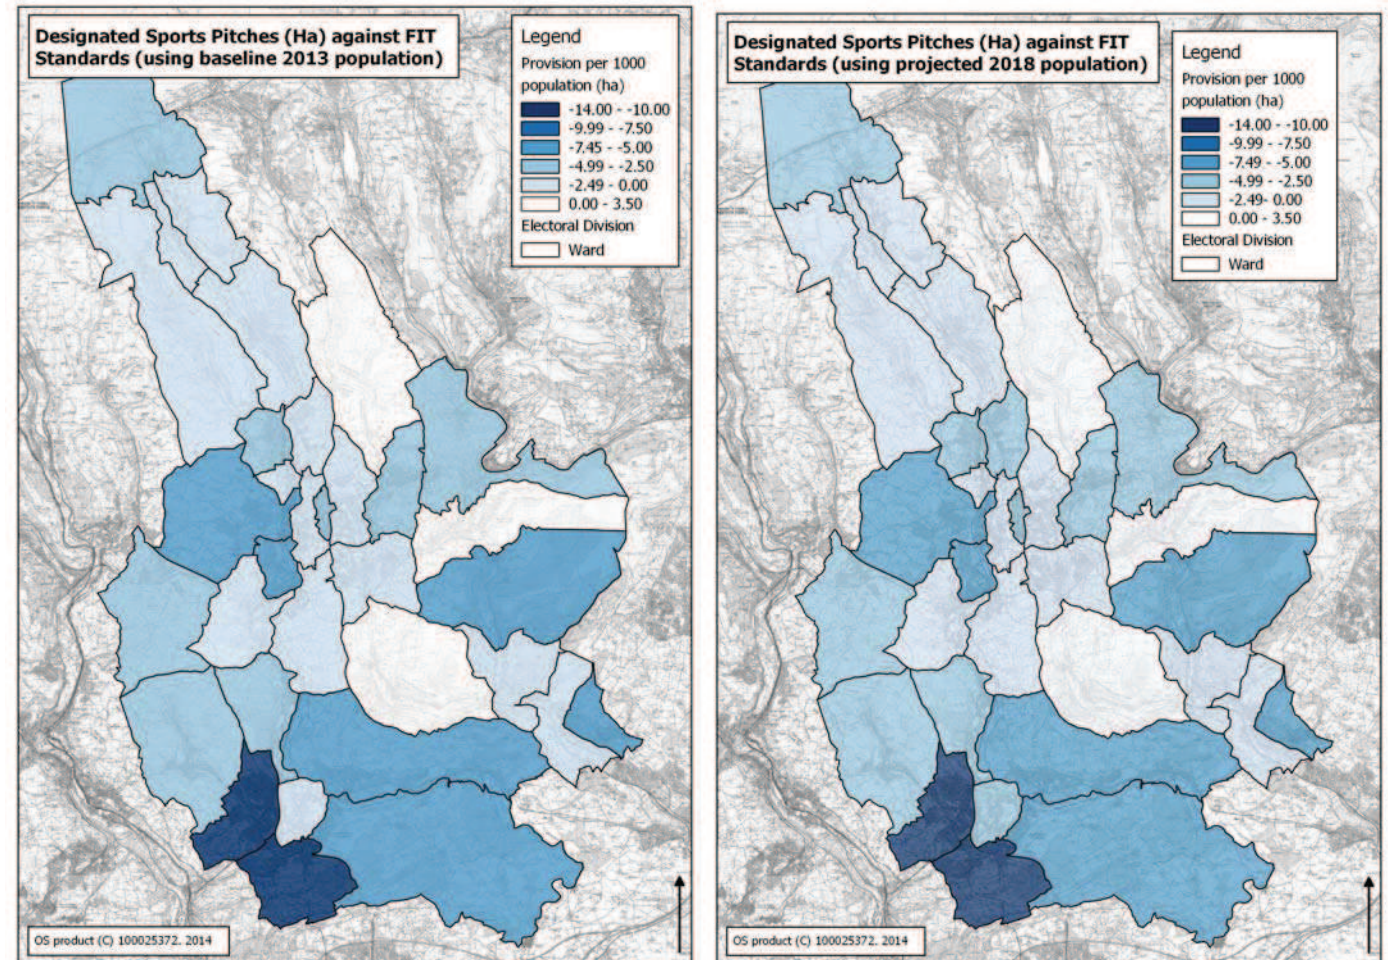 Designated Sports Pitches (Ha) against FIT
Standards (using baseline 2013 population)
Legend
Provision per 1000
population (ha)
-14.00 - -10.00
-9.99 - -7.50
-7.45 - -5.00
-4.99 - -2.50
-2.49 - 0.00
0.00 - 3.50
Electoral Division
Ward
OS product (C) 100025372. 2014
Designated Sports Pitches (Ha) against FIT
Standards (using projected 2018 population)
Legend
Provision per 1000
population (ha)
-14.00 - -10.00
-9.99 - -7.50
-7.49 - -5.00
-4.99 - -2.50
-2.49- 0.00
0.00 - 3.50
Electoral Division
Ward
OS product (C) 100025372. 2014